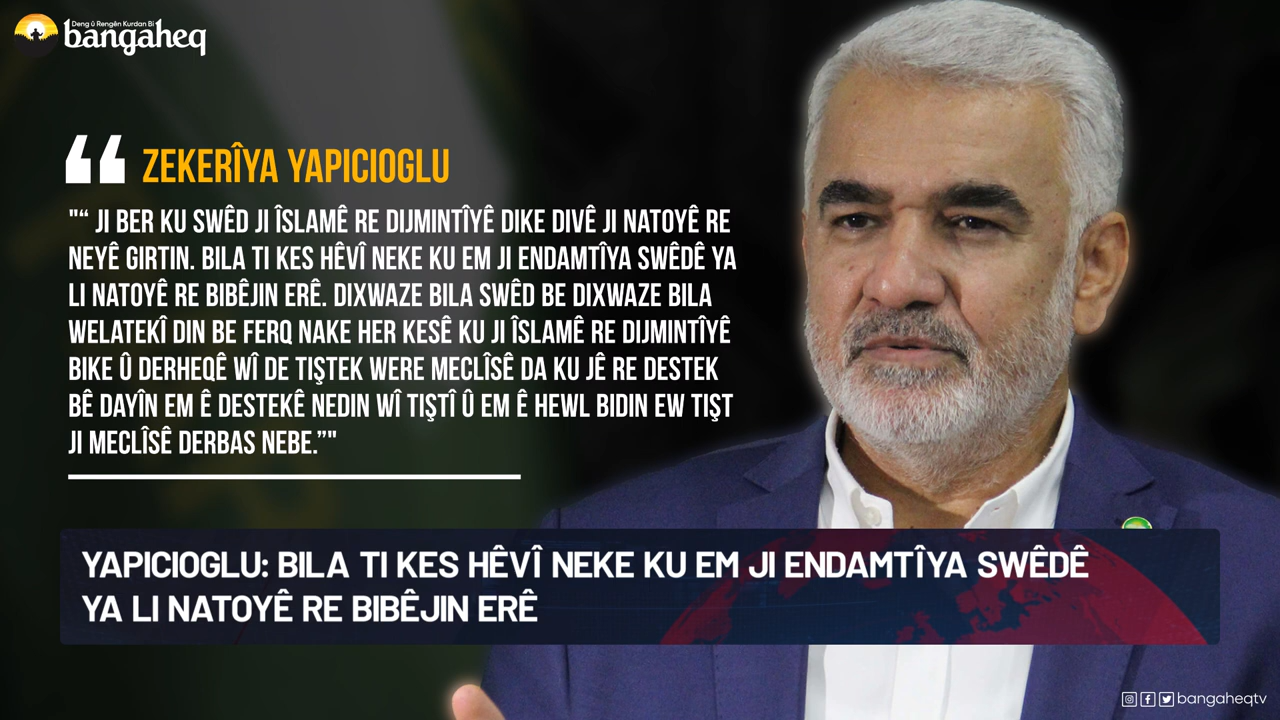 Deng û Rengên Kurdan Bi
bangaheq
“ ZEKERÎYA YAPICIOGLU
"“ JI BER KU SWÊD JI ÎSLAMÊ RE DIJMINTÎYÊ DIKE DIVÊ JI NATOYÊ RE
NEYÊ GIRTIN. BILA TI KES HÊVÎ NEKE KU EM JI ENDAMTÎYA SWÊDÊ YA
LI NATOYÊ RE BIBÊJIN ERÊ. DIXWAZE BILA SWÊD BE DIXWAZE BILA
WELATEKÎ DIN BE FERQ NAKE HER KESÊ KU JI ÎSLAMÊ RE DIJMINTÎYÊ
BIKE Û DERHEQÊ WÎ DE TIŞTEK WERE MECLÎSÊ DA KU JÊ RE DESTEK
BÊ DAYÎN EM Ê DESTEKÊ NEDIN WÎ TIŞTÎ Û EM Ê HEWL BIDIN EW TIŞT
JI MECLÎSÊ DERBAS NEBE.”"
YAPICIOGLU: BILA TI KES HÊVÎ NEKE KU EM JI ENDAMTÎYA SWÊDÊ
YA LI NATOYÊ RE BIBÊJIN ERÊ
bangaheqtv